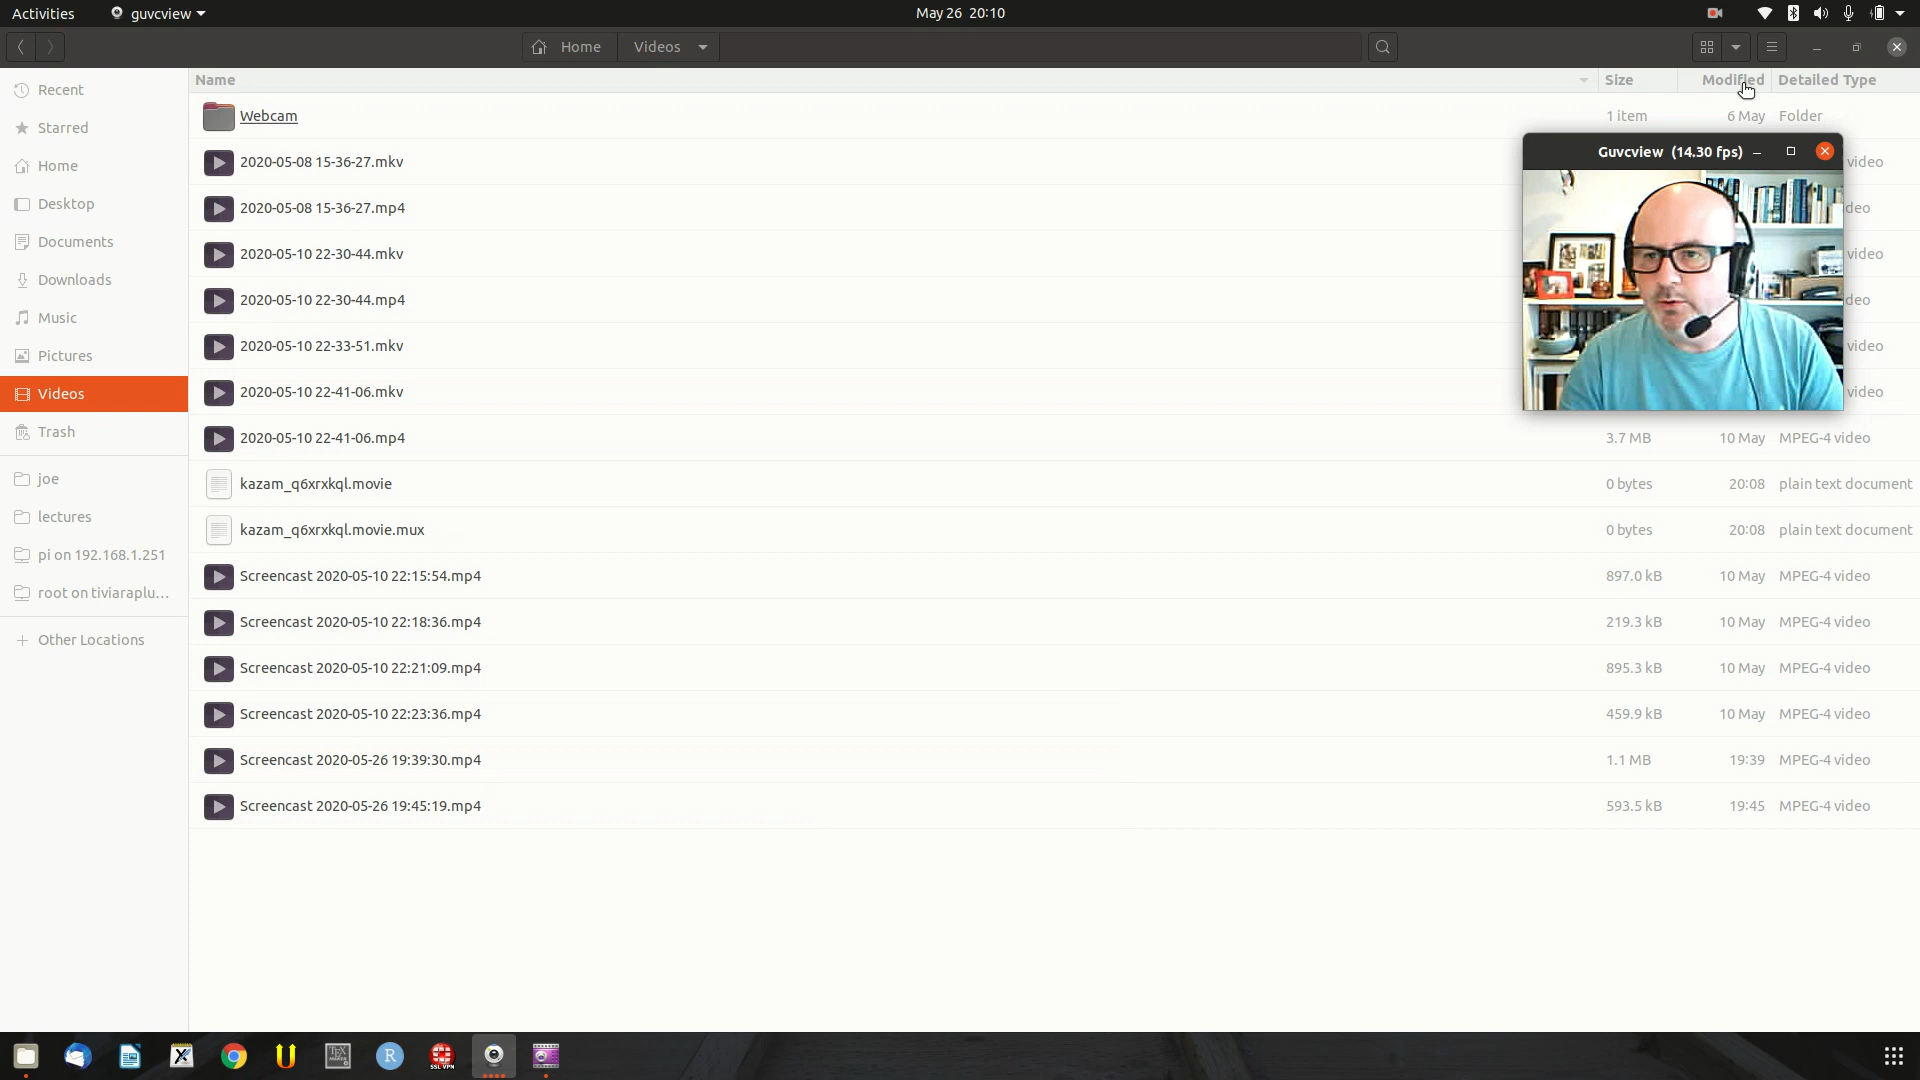 Activities guvcview May 26 20:10
Home Videos
Name Size Modified Detailed Type
Recent
Starred
Home
Desktop
Documents
Downloads
Music
Pictures
Videos
Trash
joe
lectures
pi on 192.168.1.251
root on tiviaraplu...
Other Locations
Webcam 1 item 6 May Folder
2020-05-08 15-36-27.mkv video
2020-05-08 15-36-27.mp4 deo
2020-05-10 22-30-44.mkv video
2020-05-10 22-30-44.mp4 deo
2020-05-10 22-33-51.mkv video
2020-05-10 22-41-06.mkv video
2020-05-10 22-41-06.mp4 3.7 MB 10 May MPEG-4 video
kazam_q6xrxkql.movie 0 bytes 20:08 plain text document
kazam_q6xrxkql.movie.mux 0 bytes 20:08 plain text document
Screencast 2020-05-10 22:15:54.mp4 897.0 kB 10 May MPEG-4 video
Screencast 2020-05-10 22:18:36.mp4 219.3 kB 10 May MPEG-4 video
Screencast 2020-05-10 22:21:09.mp4 895.3 kB 10 May MPEG-4 video
Screencast 2020-05-10 22:23:36.mp4 459.9 kB 10 May MPEG-4 video
Screencast 2020-05-26 19:39:30.mp4 1.1 MB 19:39 MPEG-4 video
Screencast 2020-05-26 19:45:19.mp4 593.5 kB 19:45 MPEG-4 video
Guvcview (14.30 fps)
TEX
MAKER
R
SSL VPN